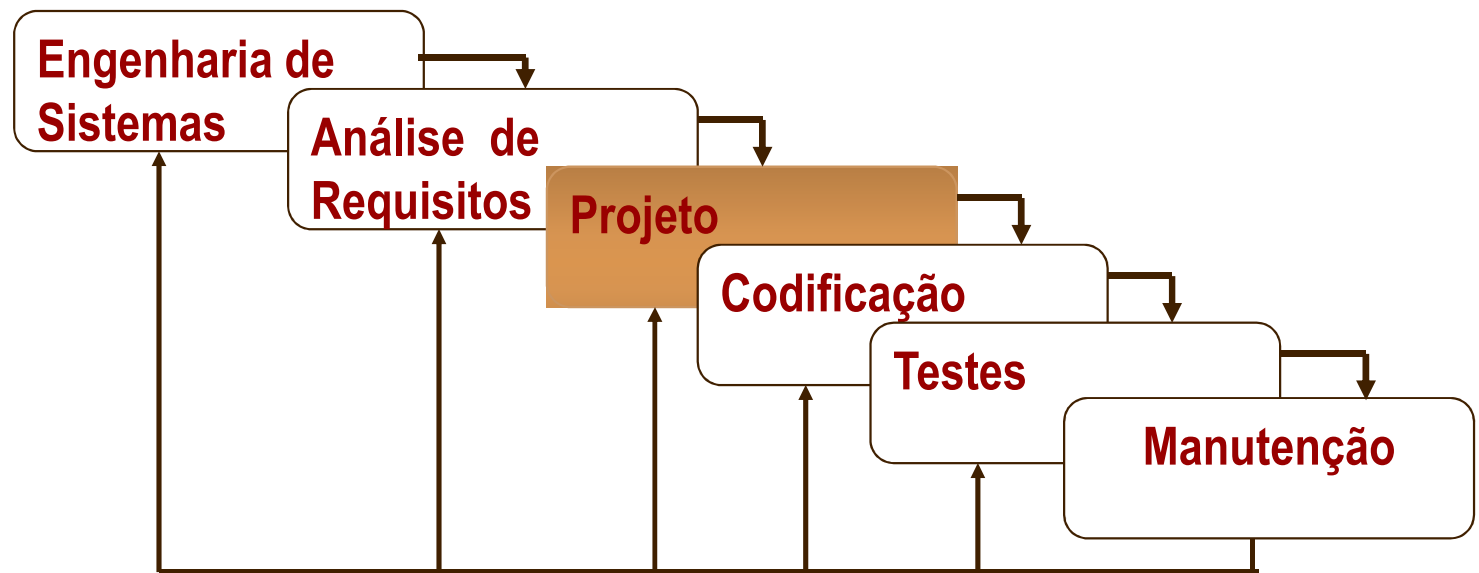 Engenharia de
Sistemas
Análise de
Requisitos
Projeto
Codificação
Testes
Manutenção